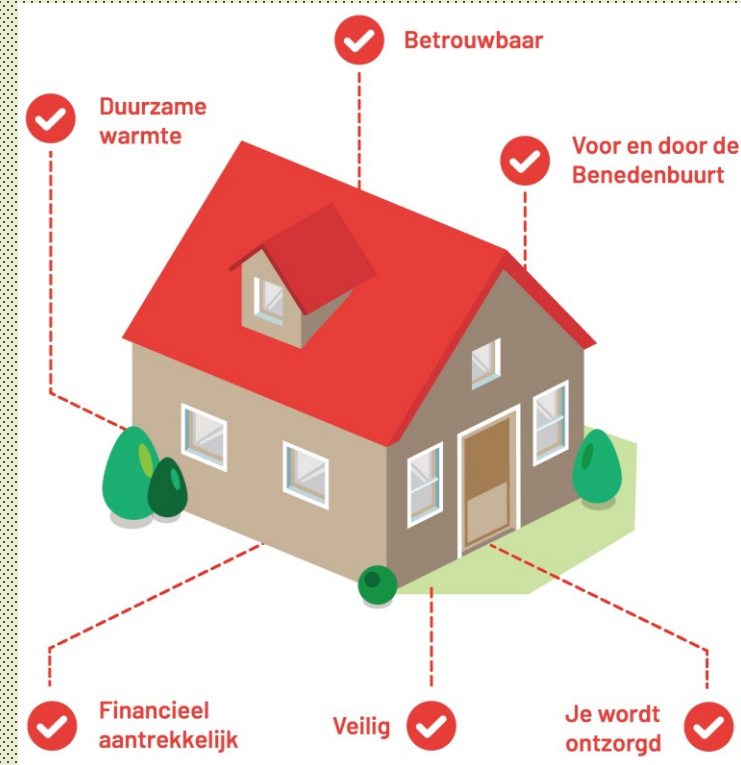 Betrouwbaar
Duurzame
warmte
Voor en door de
Benedenbuurt
Financieel
aantrekkelijk
Veilig
Je wordt
ontzorgd